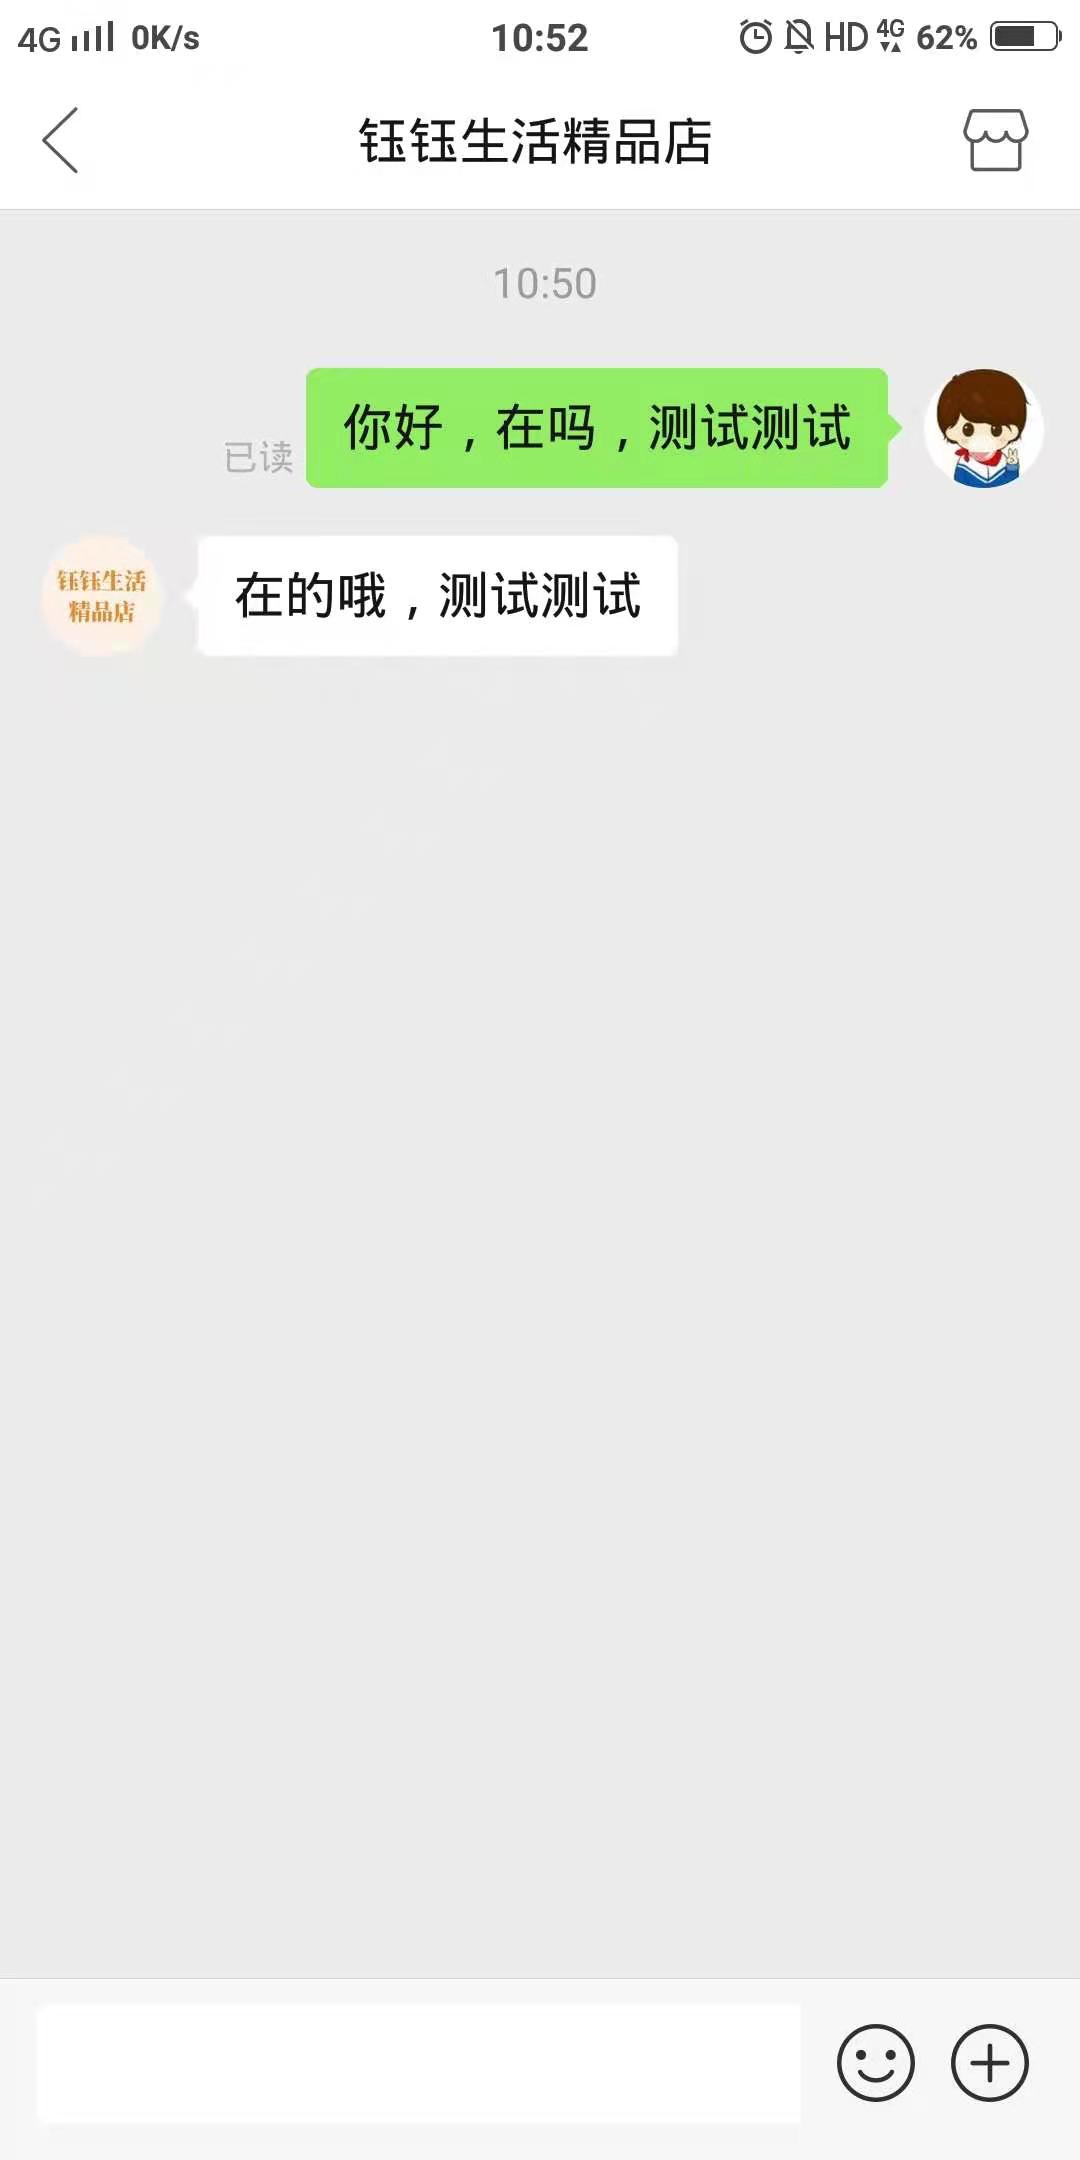 4G 0K/s 10:52 HD 4G 62%
钰钰生活精品店
10:50
你好，在吗，测试测试
已读
钰钰生活
精品店
在的哦，测试测试